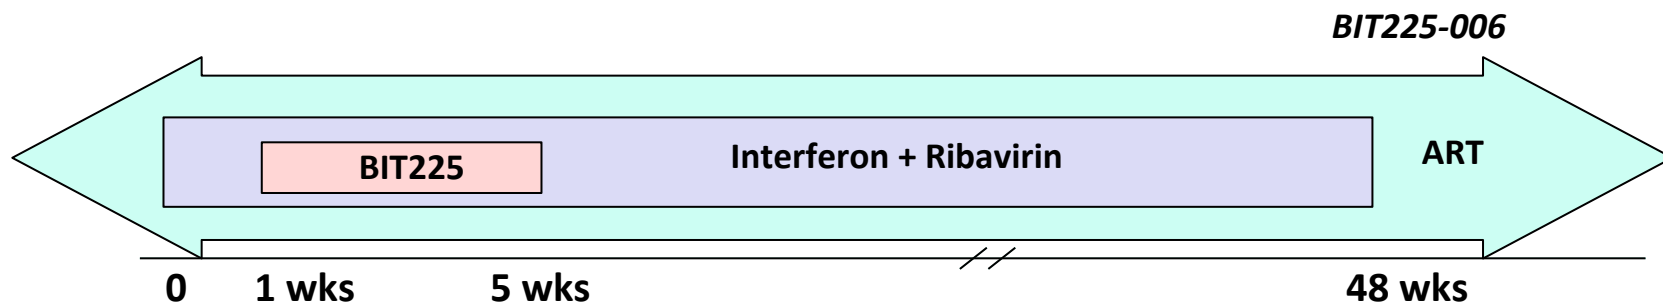 BIT225-006
BIT225
Interferon + Ribavirin
ART
0
1 wks
5 wks
48 wks